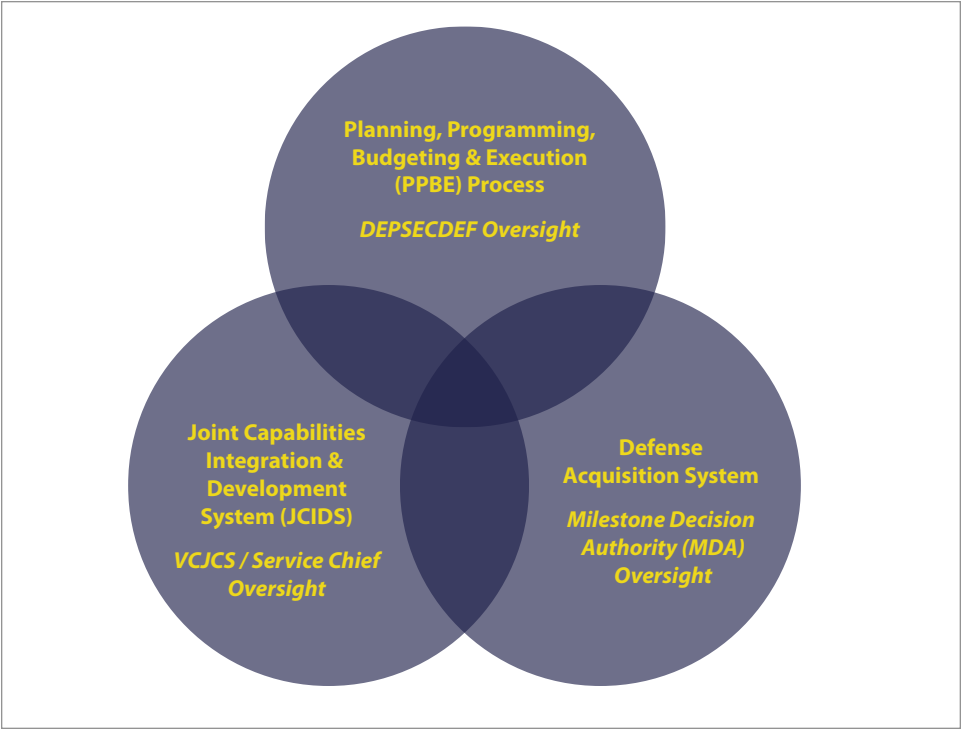 Planning, Programming,
Budgeting & Execution
(PPBE) Process
DEPSECDEF Oversight
Joint Capabilities
Integration &
Development
System (JCIDS)
VCJCS / Service Chief
Oversight
Defense
Acquisition System
Milestone Decision
Authority (MDA)
Oversight